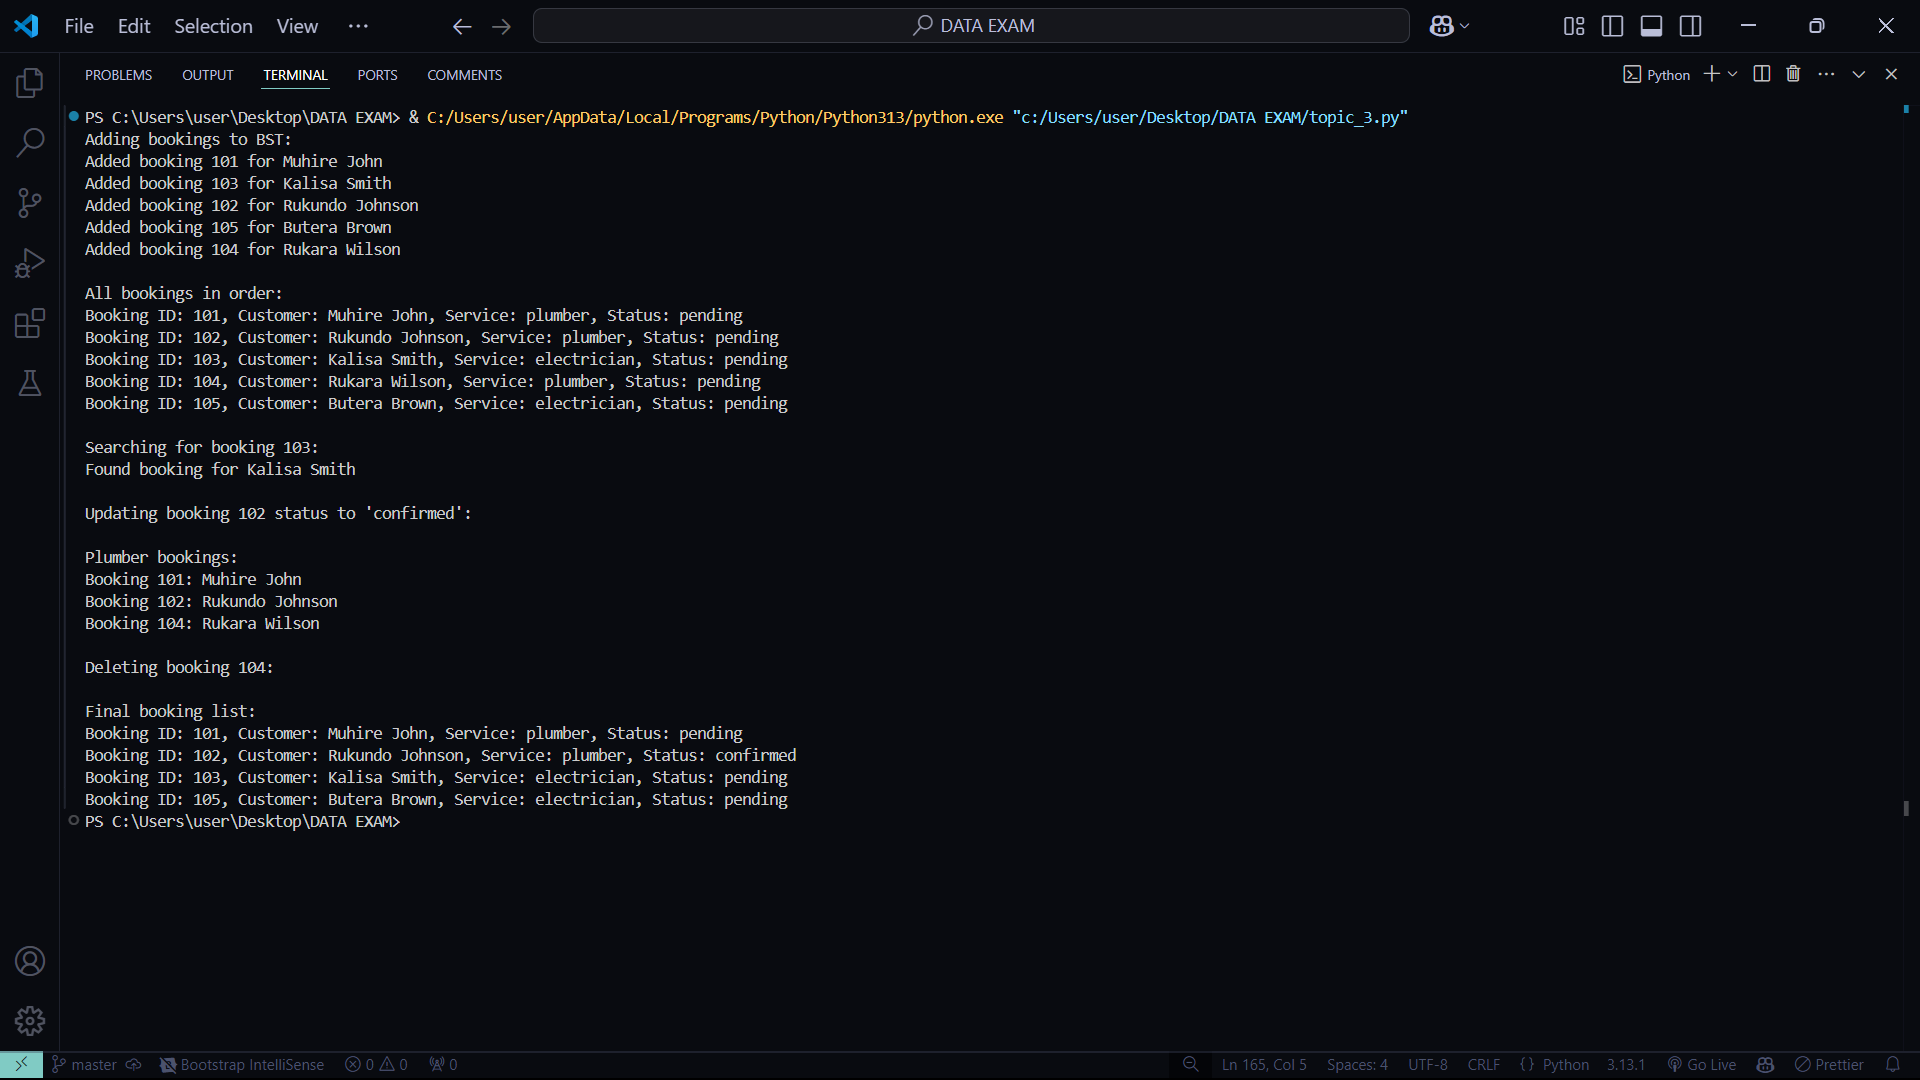 File Edit Selection View ··· DATA EXAM
PROBLEMS OUTPUT TERMINAL PORTS COMMENTS Python
PS C:\Users\user\Desktop\DATA EXAM> & C:/Users/user/AppData/Local/Programs/Python/Python313/python.exe "c:/Users/user/Desktop/DATA EXAM/topic_3.py"
Adding bookings to BST:
Added booking 101 for Muhire John
Added booking 103 for Kalisa Smith
Added booking 102 for Rukundo Johnson
Added booking 105 for Butera Brown
Added booking 104 for Rukara Wilson
All bookings in order:
Booking ID: 101, Customer: Muhire John, Service: plumber, Status: pending
Booking ID: 102, Customer: Rukundo Johnson, Service: plumber, Status: pending
Booking ID: 103, Customer: Kalisa Smith, Service: electrician, Status: pending
Booking ID: 104, Customer: Rukara Wilson, Service: plumber, Status: pending
Booking ID: 105, Customer: Butera Brown, Service: electrician, Status: pending
Searching for booking 103:
Found booking for Kalisa Smith
Updating booking 102 status to 'confirmed':
Plumber bookings:
Booking 101: Muhire John
Booking 102: Rukundo Johnson
Booking 104: Rukara Wilson
Deleting booking 104:
Final booking list:
Booking ID: 101, Customer: Muhire John, Service: plumber, Status: pending
Booking ID: 102, Customer: Rukundo Johnson, Service: plumber, Status: confirmed
Booking ID: 103, Customer: Kalisa Smith, Service: electrician, Status: pending
Booking ID: 105, Customer: Butera Brown, Service: electrician, Status: pending
PS C:\Users\user\Desktop\DATA EXAM>
master Bootstrap IntelliSense 0 0 0 Ln 165, Col 5 Spaces: 4 UTF-8 CRLF {} Python 3.13.1 Go Live Prettier